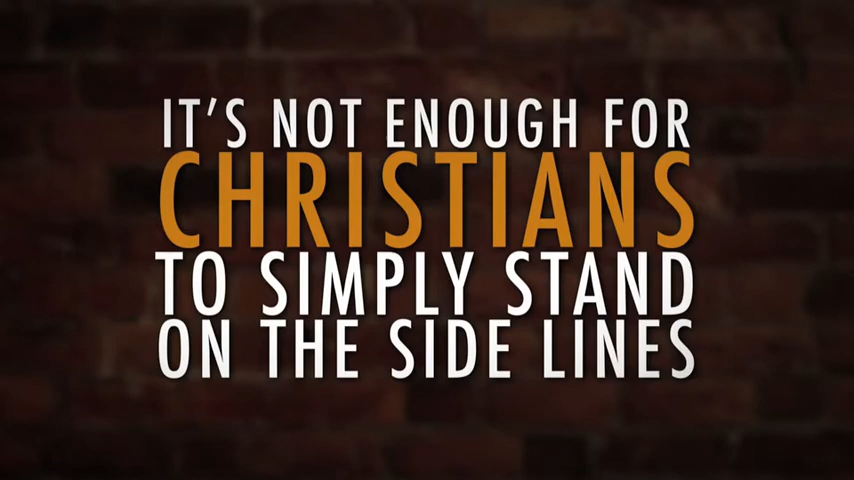 IT'S NOT ENOUGH FOR
CHRISTIANS
TO SIMPLY STAND
ON THE SIDE LINES